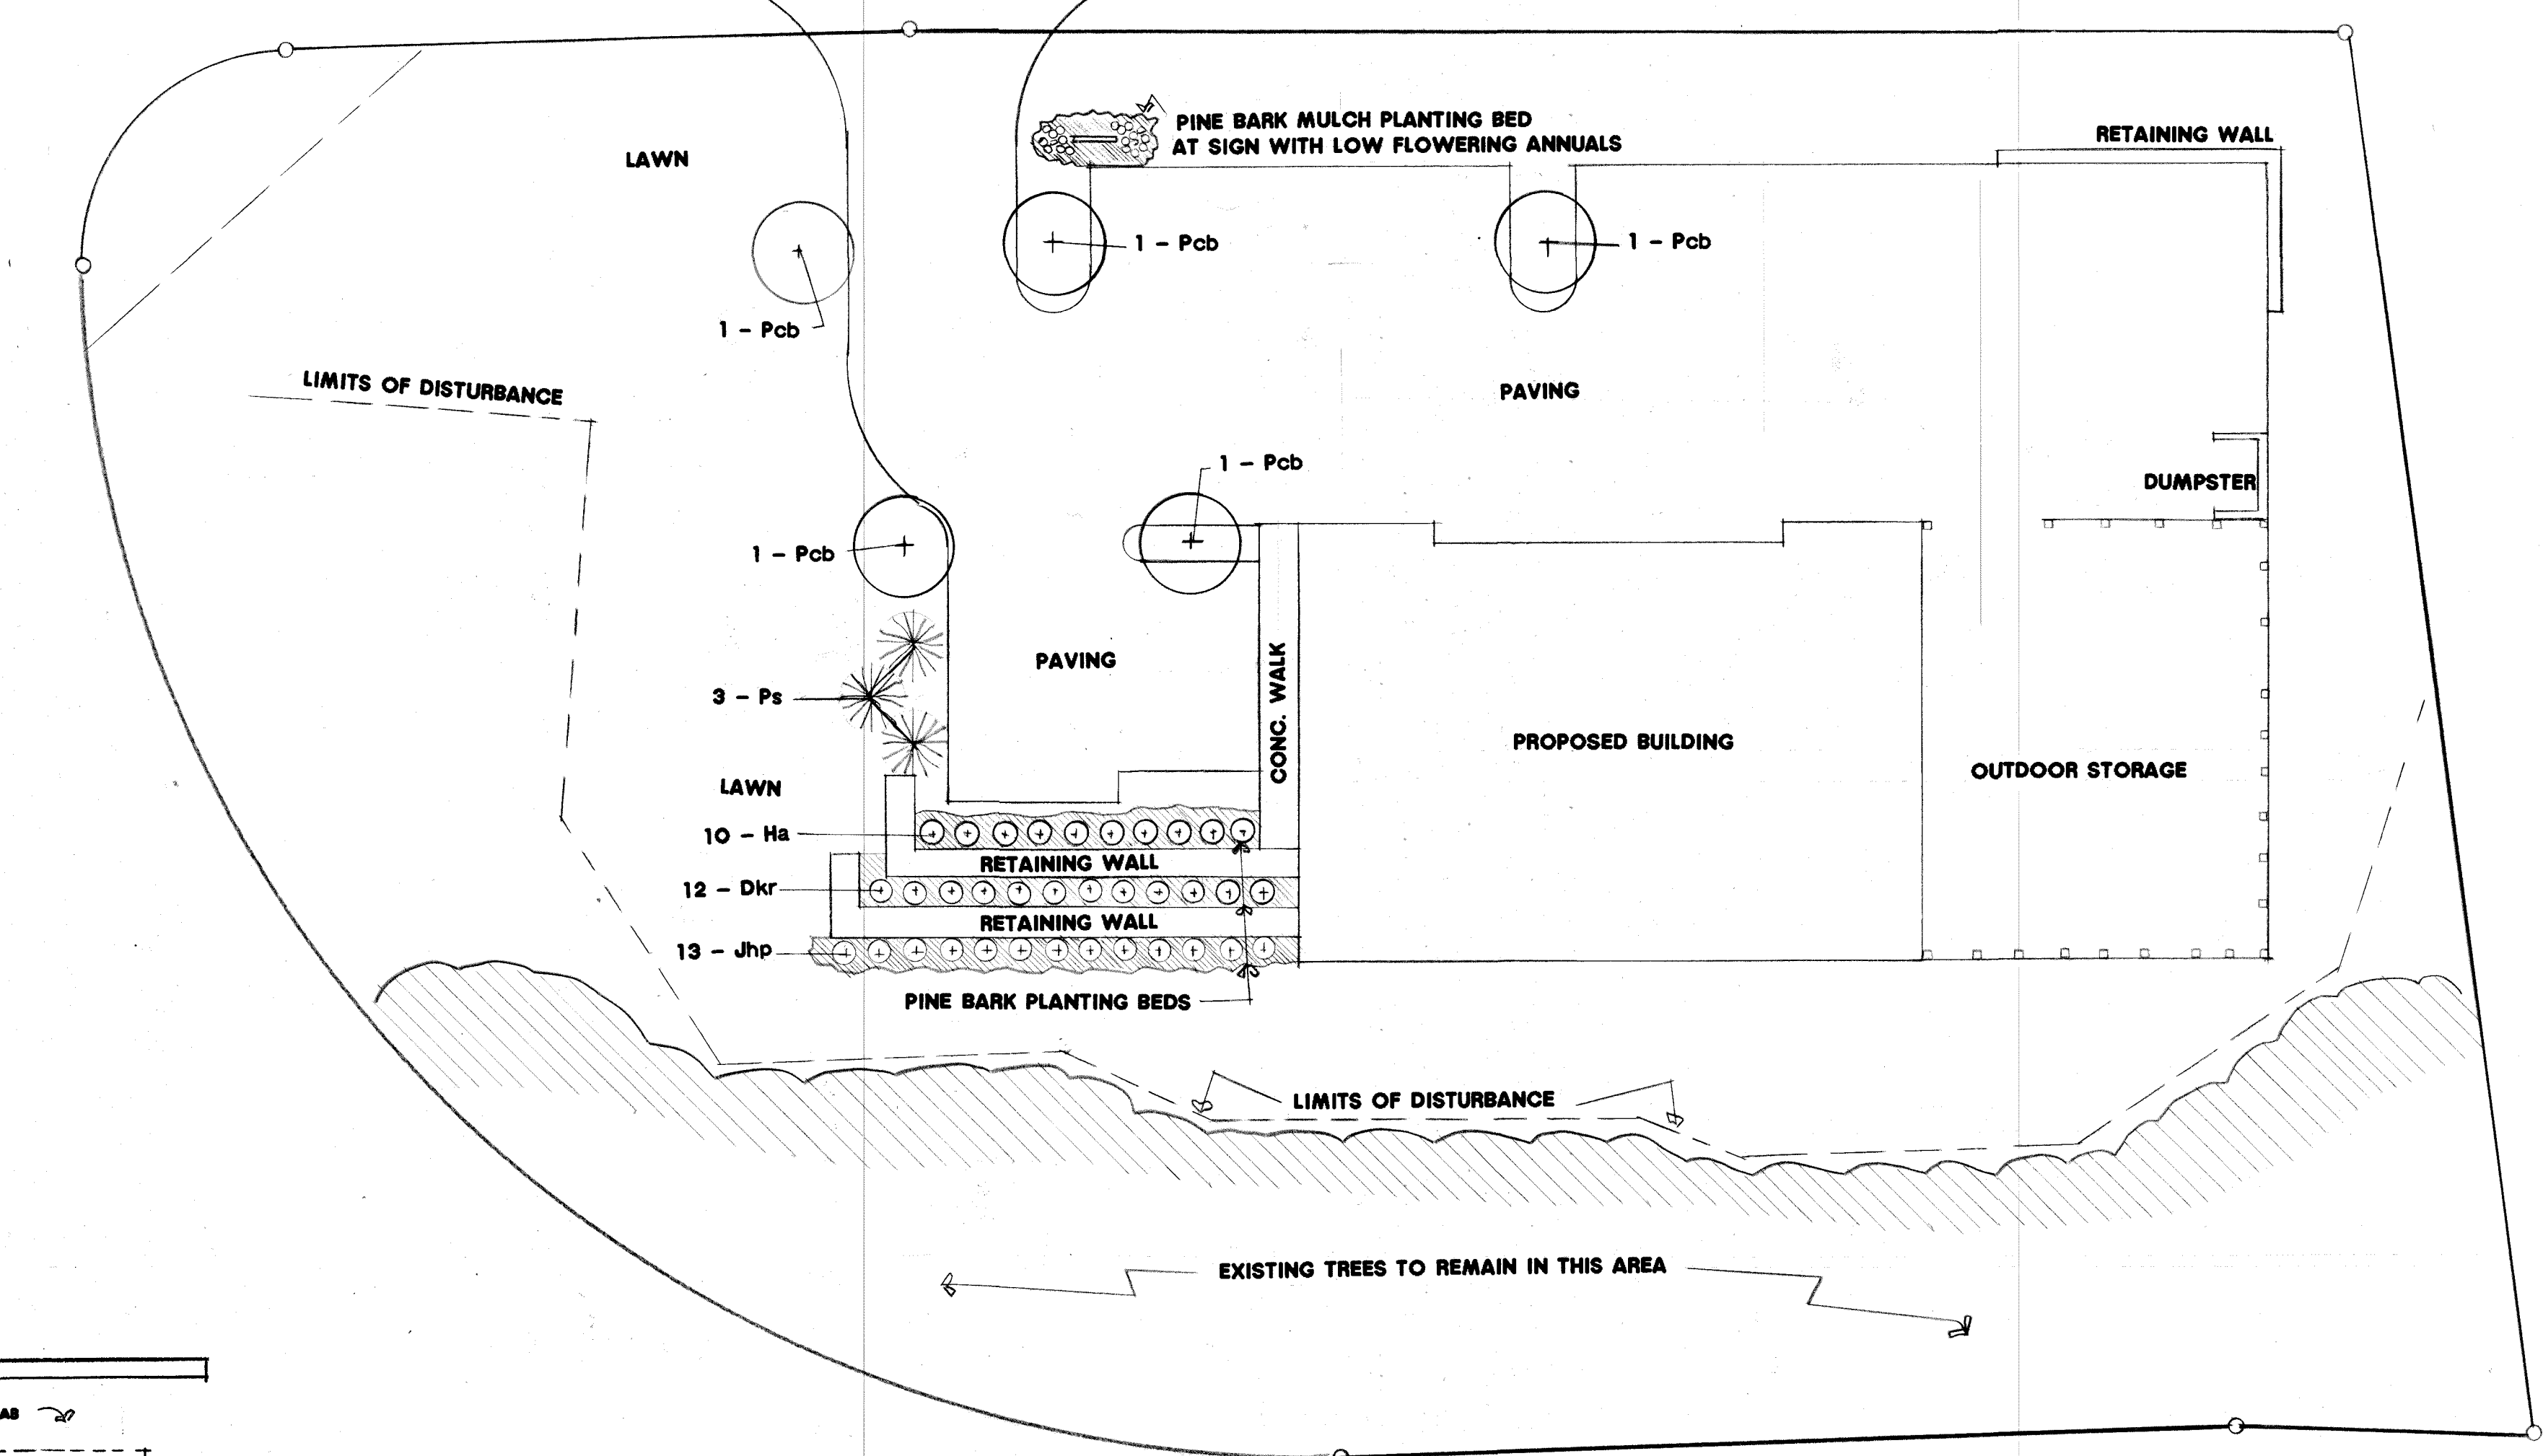 PINE BARK MULCH PLANTING BED
AT SIGN WITH LOW FLOWERING ANNUALS
RETAINING WALL
LAWN
1 - Pcb
1 - Pcb
1 - Pcb
LIMITS OF DISTURBANCE
PAVING
1 - Pcb
DUMPSTER
1 - Pcb
PAVING
CONC. WALK
3 - Ps
PROPOSED BUILDING
OUTDOOR STORAGE
LAWN
10 - Ha
RETAINING WALL
12 - Dkr
RETAINING WALL
13 - Jhp
PINE BARK PLANTING BEDS
LIMITS OF DISTURBANCE
EXISTING TREES TO REMAIN IN THIS AREA